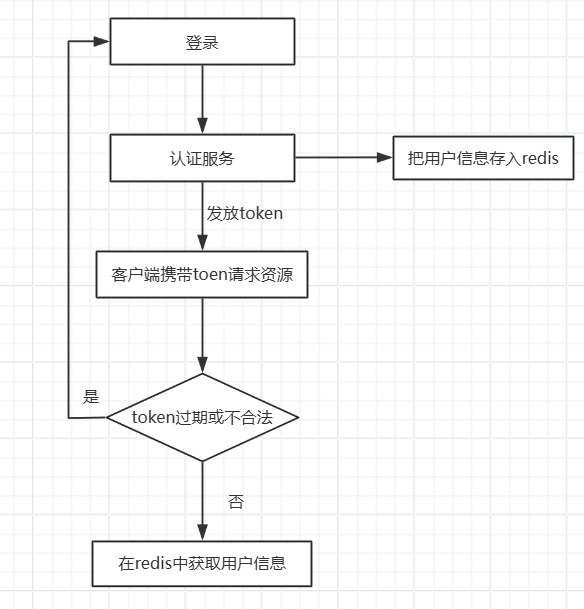 登录
认证服务
把用户信息存入redis
发放token
客户端携带toen请求资源
是
token过期或不合法
否
在redis中获取用户信息